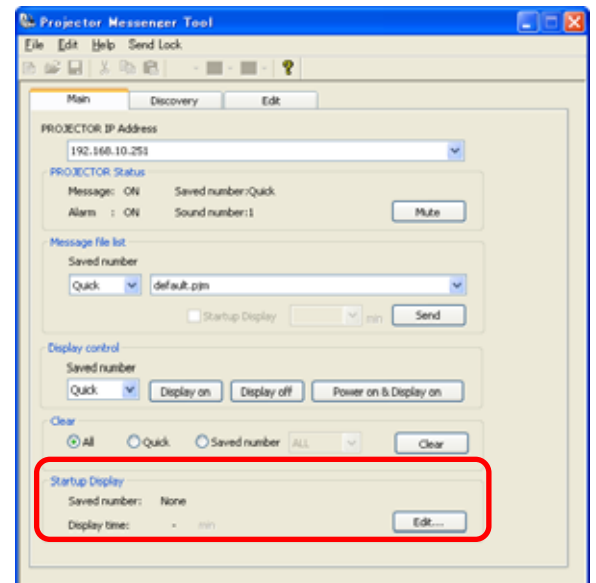 Projector Messenger Tool
File Edit Help Send Lock
Main Discovery Edit
PROJECTOR IP Address
192.168.10.251
PROJECTOR Status
Message: ON Saved number:Quick
Alarm : ON Sound number:1 Mute
Message file list
Saved number
Quick default.pjm
Startup Display min Send
Display control
Saved number
Quick Display on Display off Power on & Display on
Clear
All Quick Saved number ALL Clear
Startup Display
Saved number: None
Display time: - min Edit...